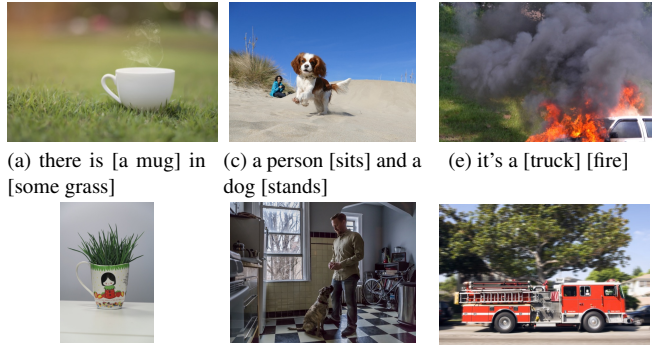 (a) there is [a mug] in
[some grass]
(c) a person [sits] and a
dog [stands]
(e) it's a [truck] [fire]